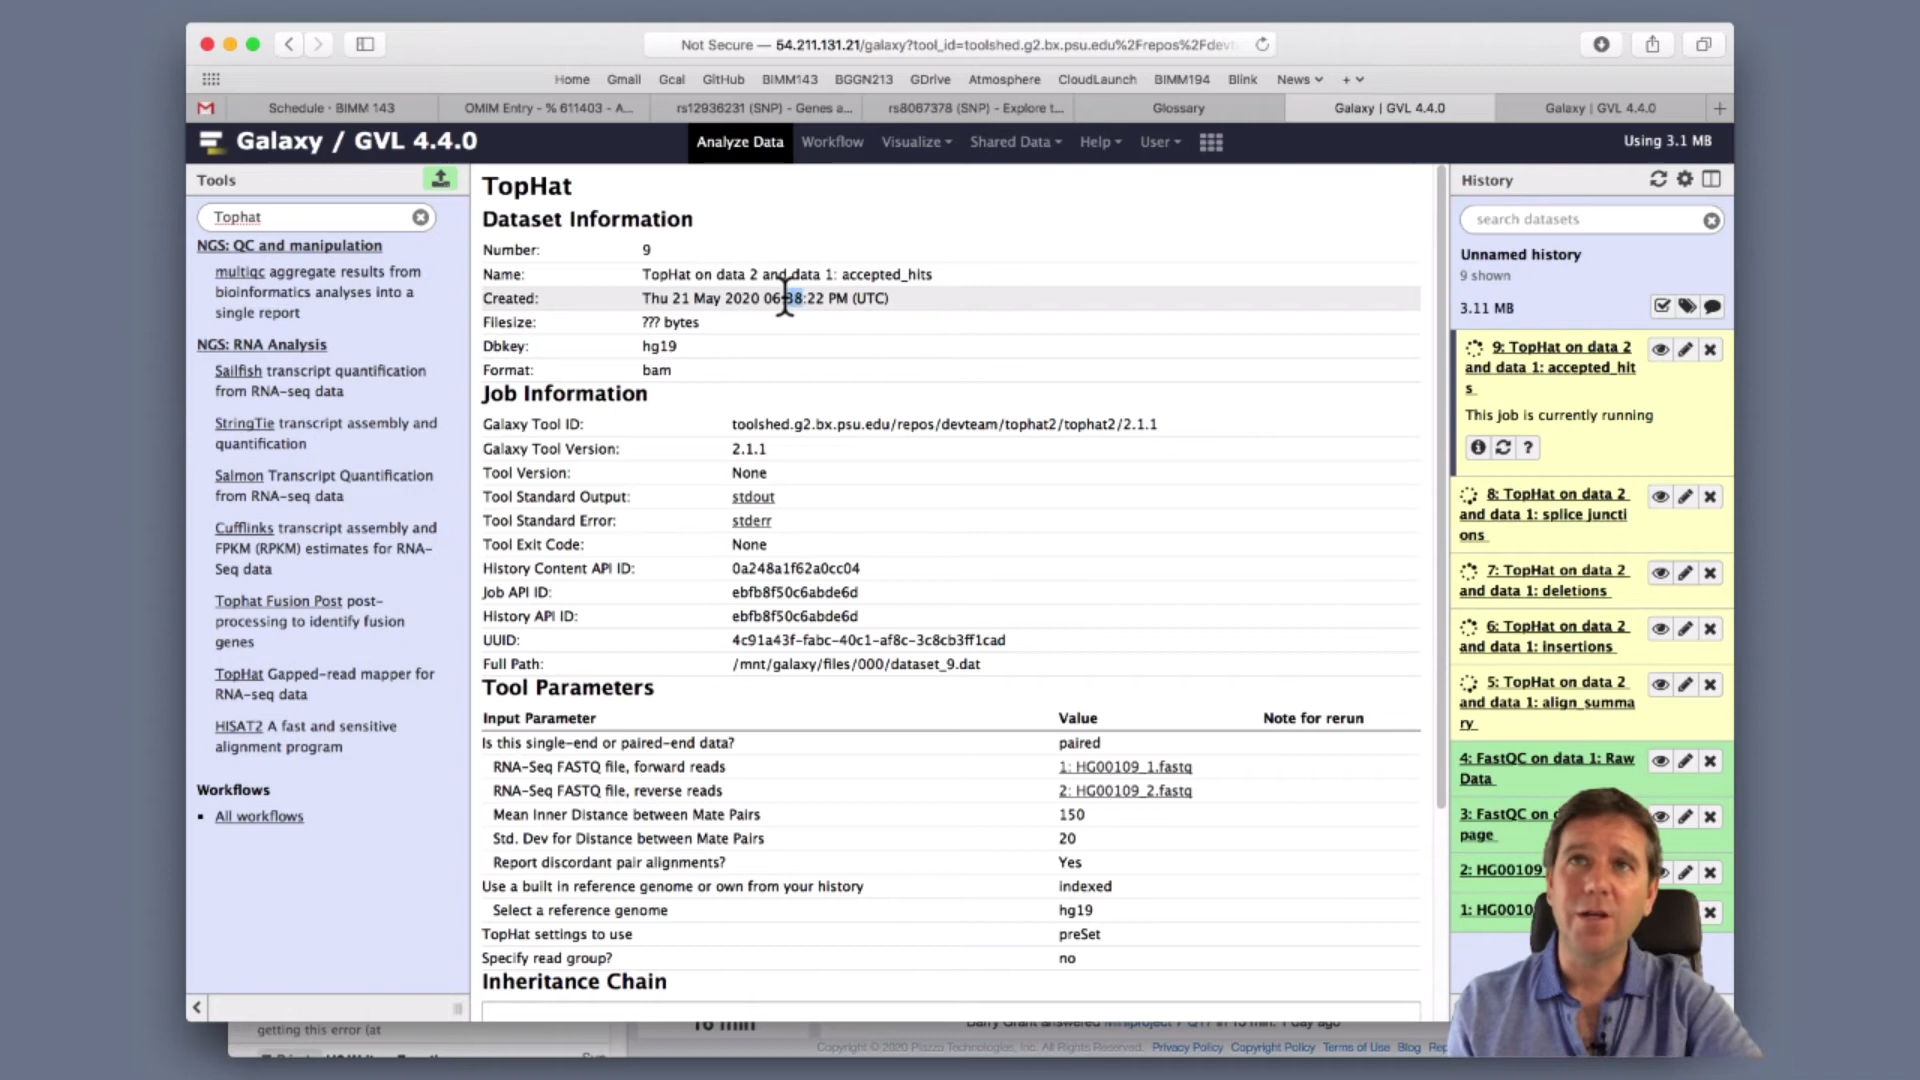 Not Secure — 54.211.131.21/galaxy?tool_id=toolshed.g2.bx.psu.edu%2Frepos%2Fdevt
Home Gmail Gcal GitHub BIMM143 BGGN213 GDrive Atmosphere CloudLaunch BIMM194 Blink News
Schedule · BIMM 143 OMIM Entry - % 611403 - A... rs12936231 (SNP) - Genes a... rs8067378 (SNP) - Explore t... Glossary Galaxy | GVL 4.4.0 Galaxy | GVL 4.4.0
Galaxy / GVL 4.4.0 Analyze Data Workflow Visualize Shared Data Help User Using 3.1 MB
Tools
Tophat
NGS: QC and manipulation
multiqc aggregate results from
bioinformatics analyses into a
single report
NGS: RNA Analysis
Sailfish transcript quantification
from RNA-seq data
StringTie transcript assembly and
quantification
Salmon Transcript Quantification
from RNA-seq data
Cufflinks transcript assembly and
FPKM (RPKM) estimates for RNA-
Seq data
Tophat Fusion Post post-
processing to identify fusion
genes
TopHat Gapped-read mapper for
RNA-seq data
HISAT2 A fast and sensitive
alignment program
Workflows
All workflows
TopHat
Dataset Information
Number: 9
Name: TopHat on data 2 and data 1: accepted_hits
Created: Thu 21 May 2020 06:38:22 PM (UTC)
Filesize: ??? bytes
Dbkey: hg19
Format: bam
Job Information
Galaxy Tool ID: toolshed.g2.bx.psu.edu/repos/devteam/tophat2/tophat2/2.1.1
Galaxy Tool Version: 2.1.1
Tool Version: None
Tool Standard Output: stdout
Tool Standard Error: stderr
Tool Exit Code: None
History Content API ID: 0a248a1f62a0cc04
Job API ID: ebfb8f50c6abde6d
History API ID: ebfb8f50c6abde6d
UUID: 4c91a43f-fabc-40c1-af8c-3c8cb3ff1cad
Full Path: /mnt/galaxy/files/000/dataset_9.dat
Tool Parameters
Input Parameter Value Note for rerun
Is this single-end or paired-end data? paired
RNA-Seq FASTQ file, forward reads 1: HG00109_1.fastq
RNA-Seq FASTQ file, reverse reads 2: HG00109_2.fastq
Mean Inner Distance between Mate Pairs 150
Std. Dev for Distance between Mate Pairs 20
Report discordant pair alignments? Yes
Use a built in reference genome or own from your history indexed
Select a reference genome hg19
TopHat settings to use preSet
Specify read group? no
Inheritance Chain
History
search datasets
Unnamed history
9 shown
3.11 MB
9: TopHat on data 2
and data 1: accepted_hit
s
This job is currently running
8: TopHat on data 2
and data 1: splice juncti
ons
7: TopHat on data 2
and data 1: deletions
6: TopHat on data 2
and data 1: insertions
5: TopHat on data 2
and data 1: align_summa
ry
4: FastQC on data 1: Raw
Data
3: FastQC on
page
2: HG00109
1: HG0010
getting this error (at
Copyright © 2020 Piazza Technologies, Inc. All Rights Reserved. Privacy Policy Copyright Policy Terms of Use Blog Rep